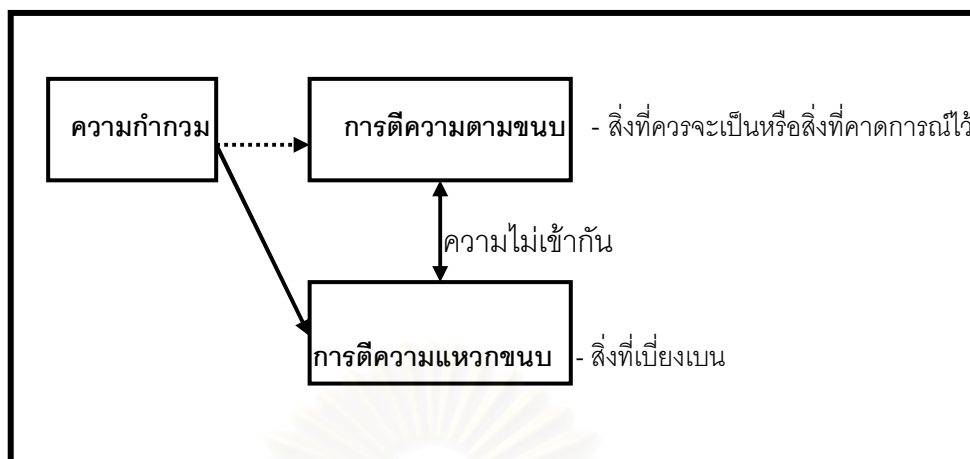 ความกำกวม การตีความตามขนบ - สิ่งที่ควรจะเป็นหรือสิ่งที่คาดการณ์ไว้
ความไม่เข้ากัน
การตีความแหวกขนบ - สิ่งที่เบี่ยงเบน